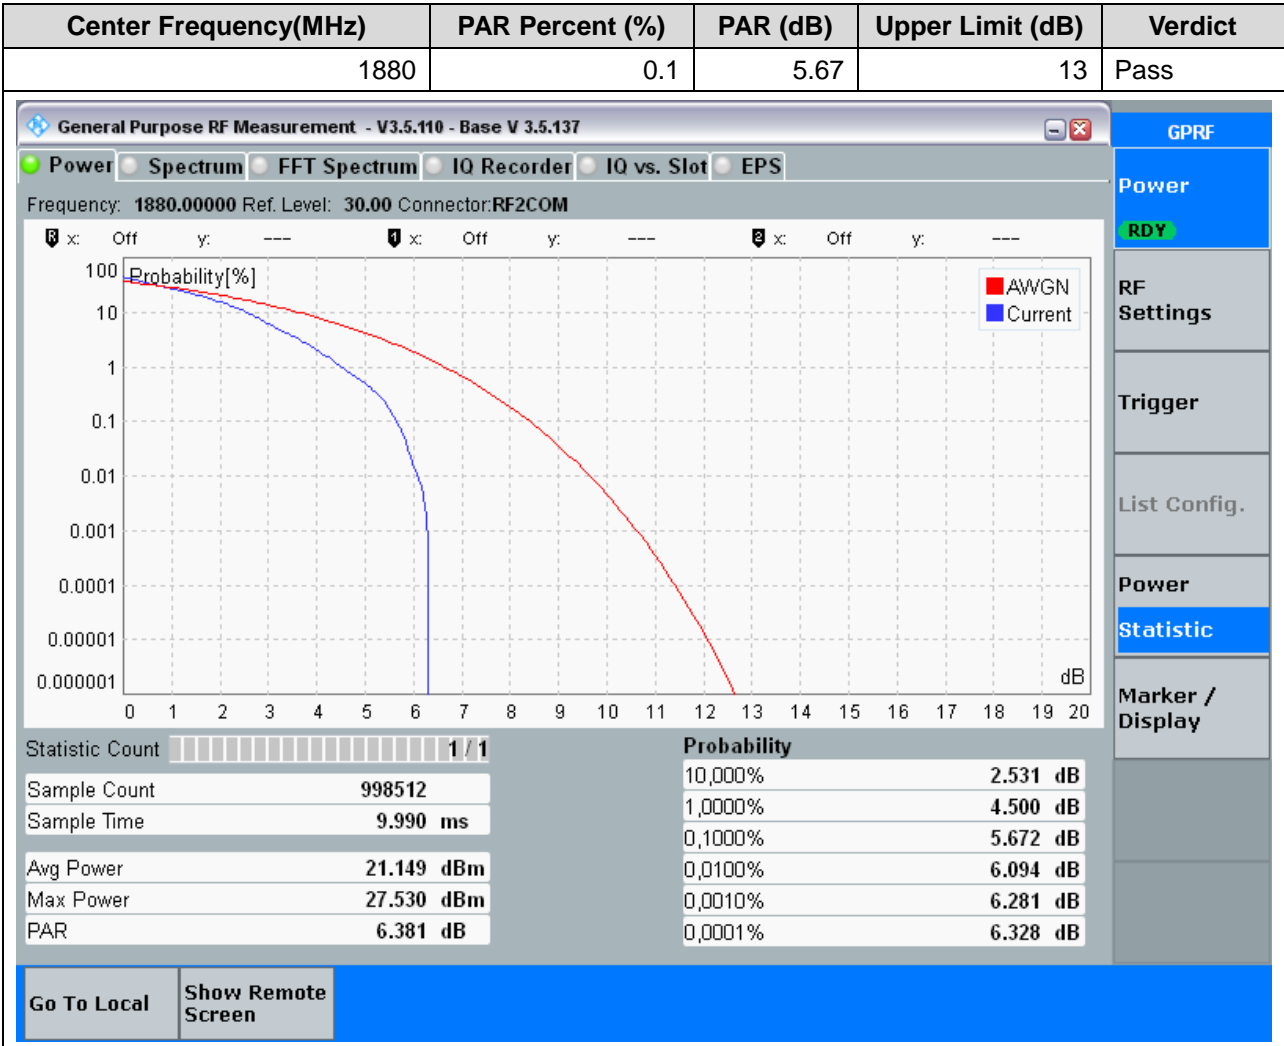 Center Frequency(MHz) PAR Percent (%) PAR (dB) Upper Limit (dB) Verdict
1880 0.1 5.67 13 Pass
General Purpose RF Measurement - V3.5.110 - Base V 3.5.137
GPRF
Power Spectrum FFT Spectrum IQ Recorder IQ vs. Slot EPS
Frequency: 1880.00000 Ref. Level: 30.00 Connector:RF2COM
R x: Off y: --- 1 x: Off y: --- 2 x: Off y: ---
Probability[%]
AWGN
Current
100
10
1
0.1
0.01
0.001
0.0001
0.00001
0.000001
dB
0 1 2 3 4 5 6 7 8 9 10 11 12 13 14 15 16 17 18 19 20
Statistic Count 1 / 1
Sample Count 998512
Sample Time 9.990 ms
Avg Power 21.149 dBm
Max Power 27.530 dBm
PAR 6.381 dB
Probability
10,000% 2.531 dB
1,0000% 4.500 dB
0,1000% 5.672 dB
0,0100% 6.094 dB
0,0010% 6.281 dB
0,0001% 6.328 dB
Power
RDY
RF
Settings
Trigger
List Config.
Power
Statistic
Marker /
Display
Go To Local
Show Remote
Screen